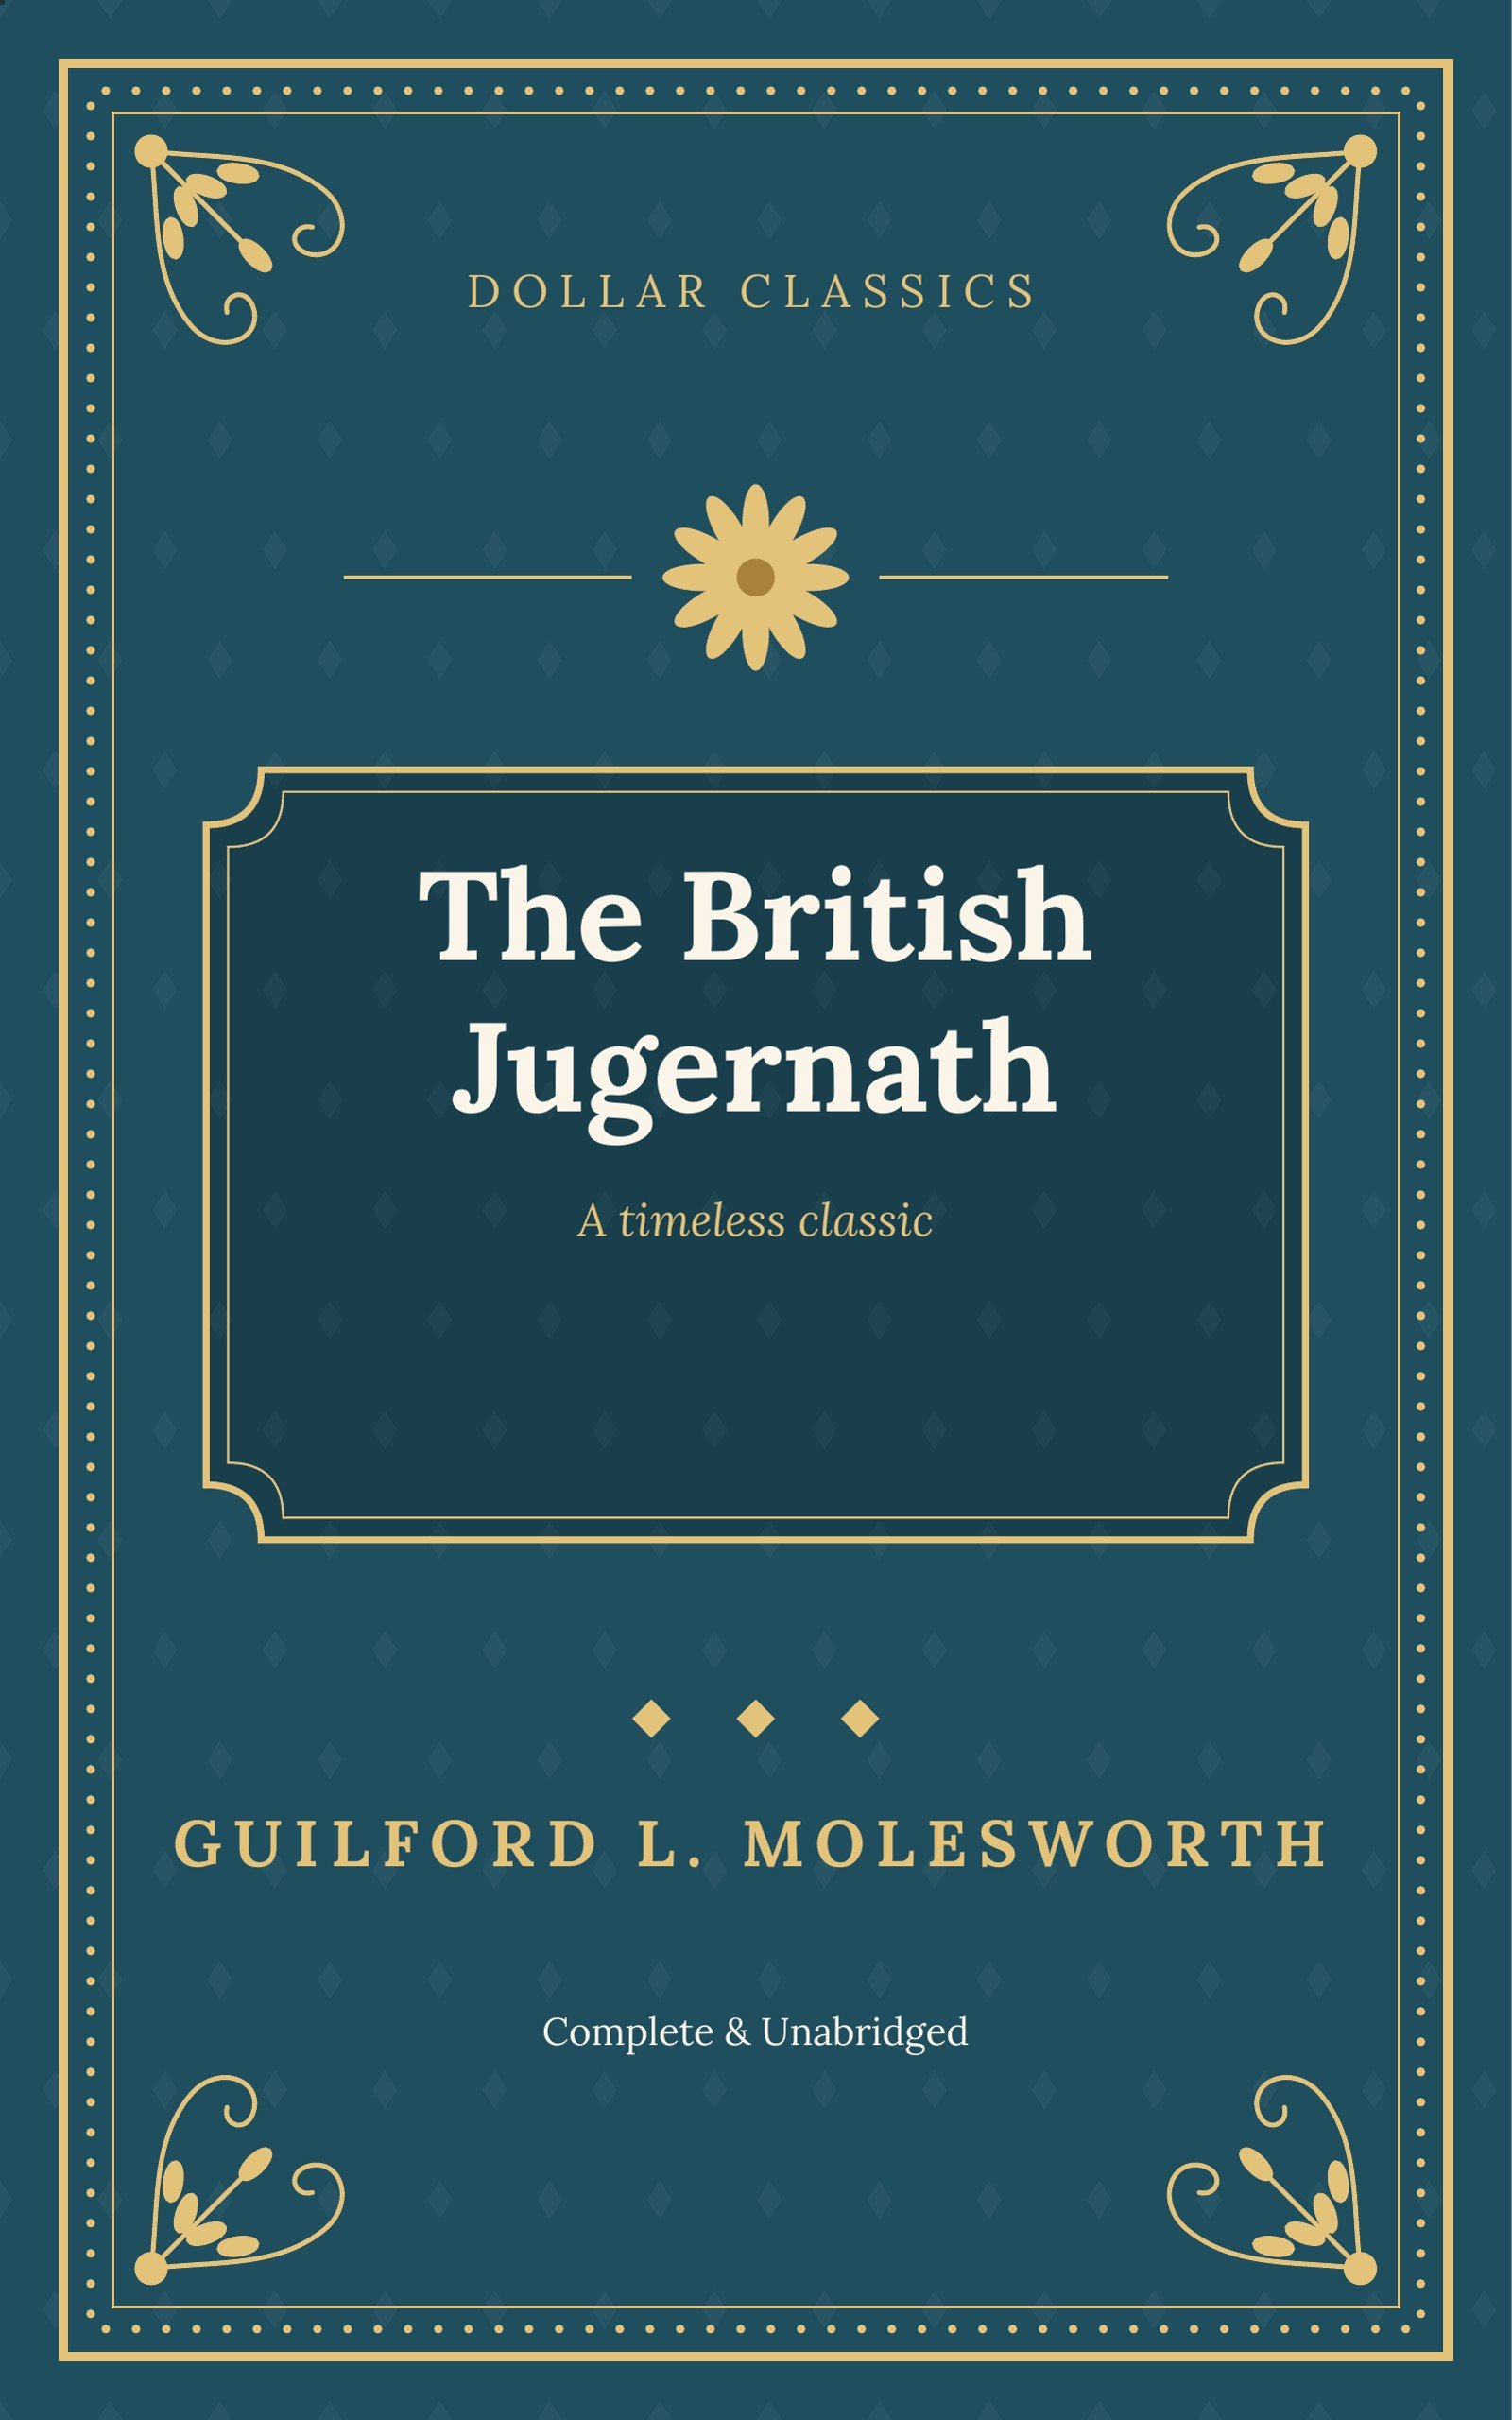 DOLLAR CLASSICS
The British
Jugernath
A timeless classic
GUILFORD L. MOLESWORTH
Complete & Unabridged